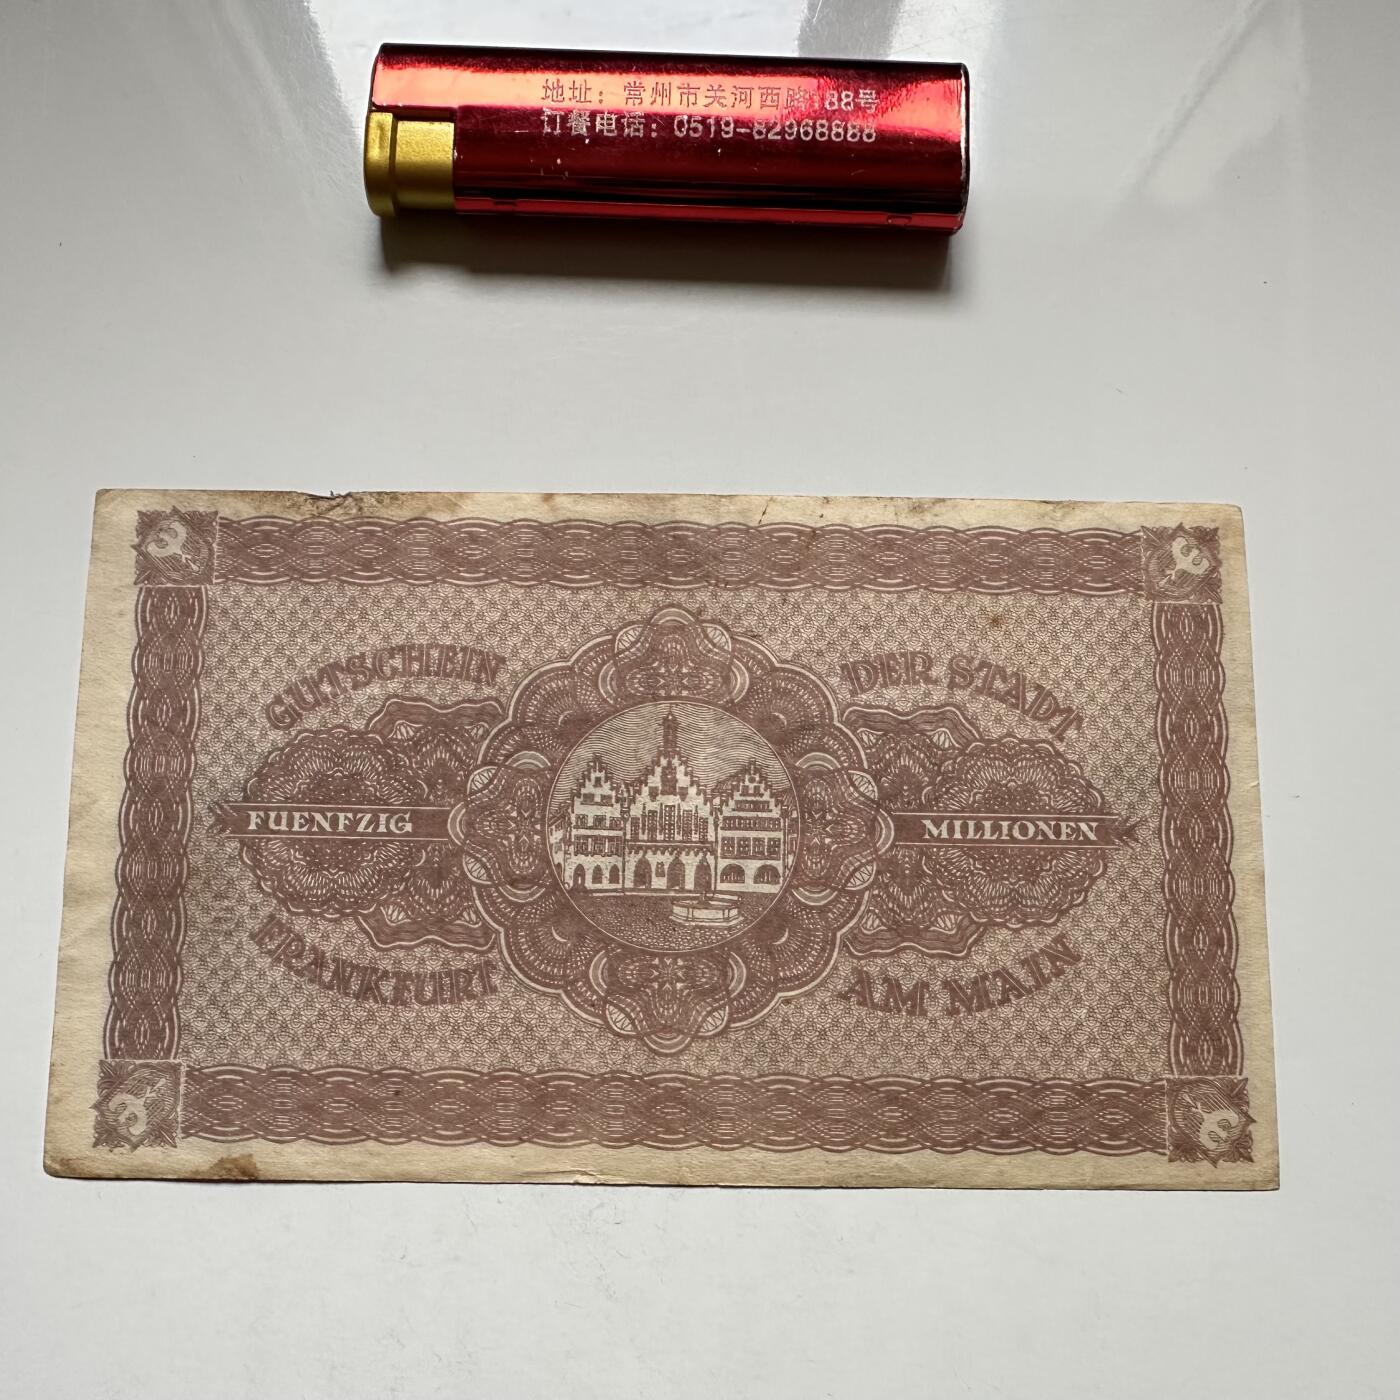 地址：常州市关河西路188号
订餐电话：0519-82968888
GUTSCHEIN DER STADT
FUENFZIG MILLIONEN
FRANKFURT AM MAIN